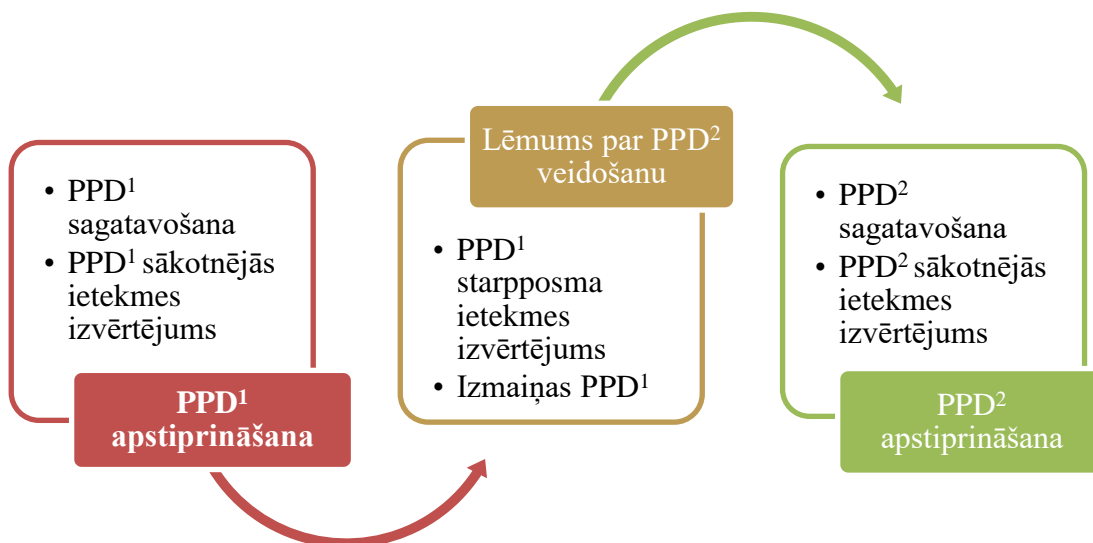 • PPD¹
sagatavošana
• PPD¹ sākotnējās
ietekmes
izvērtējums
PPD¹
apstiprināšana
Lēmums par PPD²
veidošanu
• PPD¹
starpposma
ietekmes
izvērtējums
• Izmaiņas PPD¹
• PPD²
sagatavošana
• PPD² sākotnējās
ietekmes
izvērtējums
PPD²
apstiprināšana